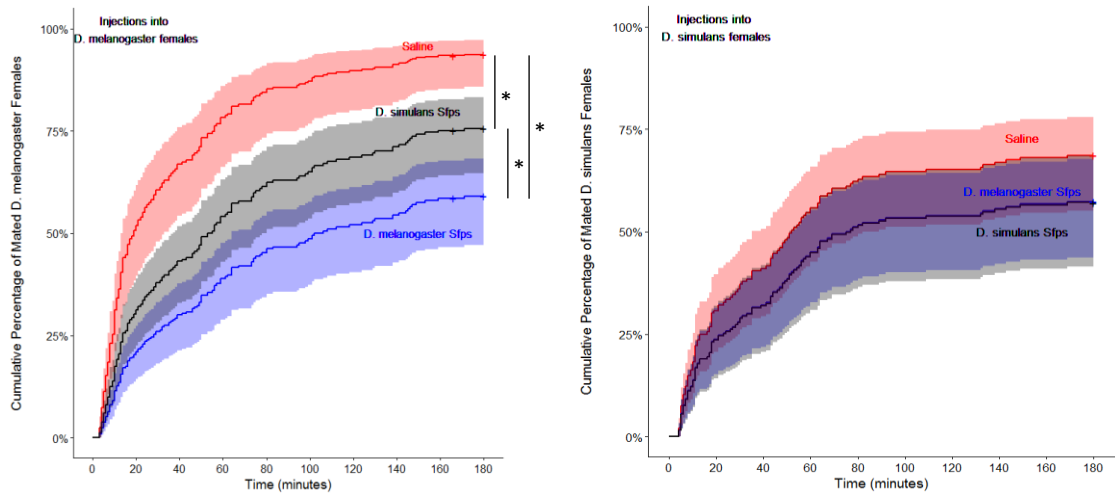 Injections into
D. melanogaster females
Cumulative Percentage of Mated D. melanogaster Females
100%
75%
50%
25%
0%
Saline
D. simulans Sfps
D. melanogaster Sfps
*
*
*
0 20 40 60 80 100 120 140 160 180
Time (minutes)
Injections into
D. simulans females
Cumulative Percentage of Mated D. simulans Females
100%
75%
50%
25%
0%
Saline
D. melanogaster Sfps
D. simulans Sfps
0 20 40 60 80 100 120 140 160 180
Time (minutes)